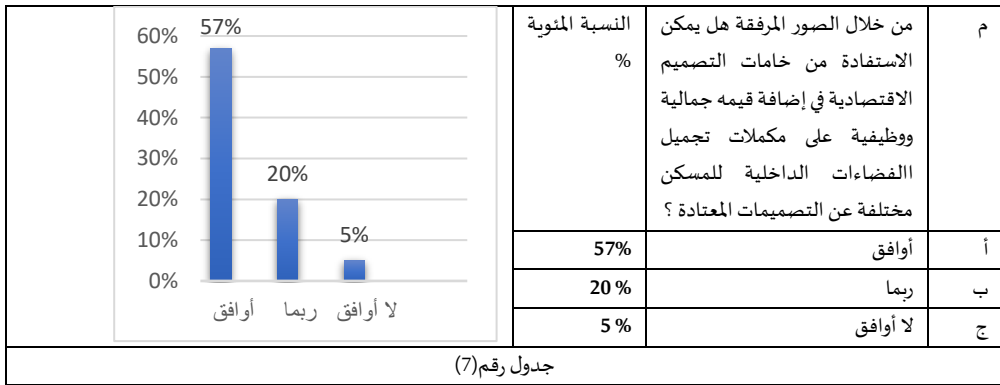 م
من خلال الصور المرفقة هل يمكن
الاستفادة من خامات التصميم
الاقتصادية في إضافة قيمه جمالية
ووظيفية على مكملات تجميل
االفضاءات الداخلية للمسكن
مختلفة عن التصميمات المعتادة ؟
النسبة المئوية
%
أ
أوافق
57%
ب
ربما
20 %
ج
لا أوافق
5 %
60%
50%
40%
30%
20%
10%
0%
57%
20%
5%
أوافق
ربما
لا أوافق
جدول رقم(7)